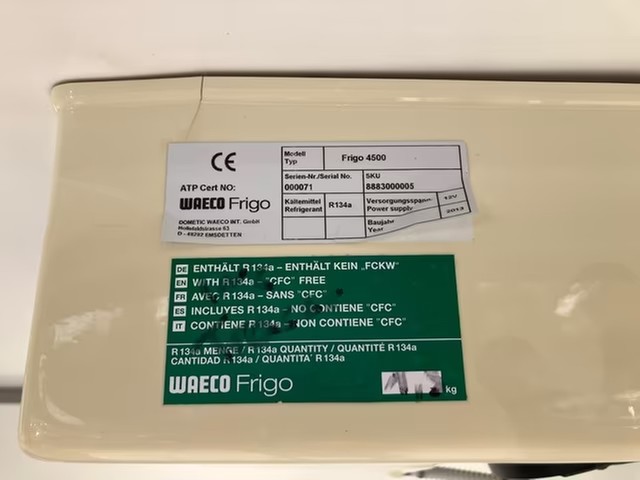 CE
ATP Cert NO:
WAECO Frigo
DOMETIC WAECO INT. GmbH
Hollefeldstrasse 63
D - 48282 EMSDETTEN
Modell
Typ
Frigo 4500
Serien-Nr./Serial No.
000071
SKU
8883000005
Kältemittel
Refrigerant
R134a
Versorgungsspann
Power supply
12V
Baujahr
Year
2013
DE ENTHÄLT R134a – ENTHÄLT KEIN „FCKW"
EN WITH R134a – "CFC" FREE
FR AVEC R134a – SANS "CFC"
ES INCLUYES R134a – NO CONTIENE "CFC"
IT CONTIENE R134a – NON CONTIENE "CFC"
R134a MENGE / R134a QUANTITY / QUANTITÉ R134a
CANTIDAD R134a / QUANTITA' R134a
WAECO Frigo
kg